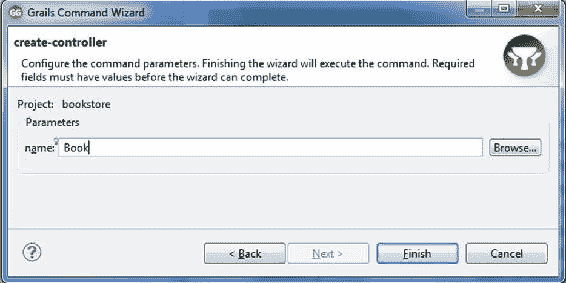 Grails Command Wizard
create-controller
Configure the command parameters. Finishing the wizard will execute the command. Required
fields must have values before the wizard can complete.
Project: bookstore
Parameters
name: Book Browse...
< Back Next > Finish Cancel